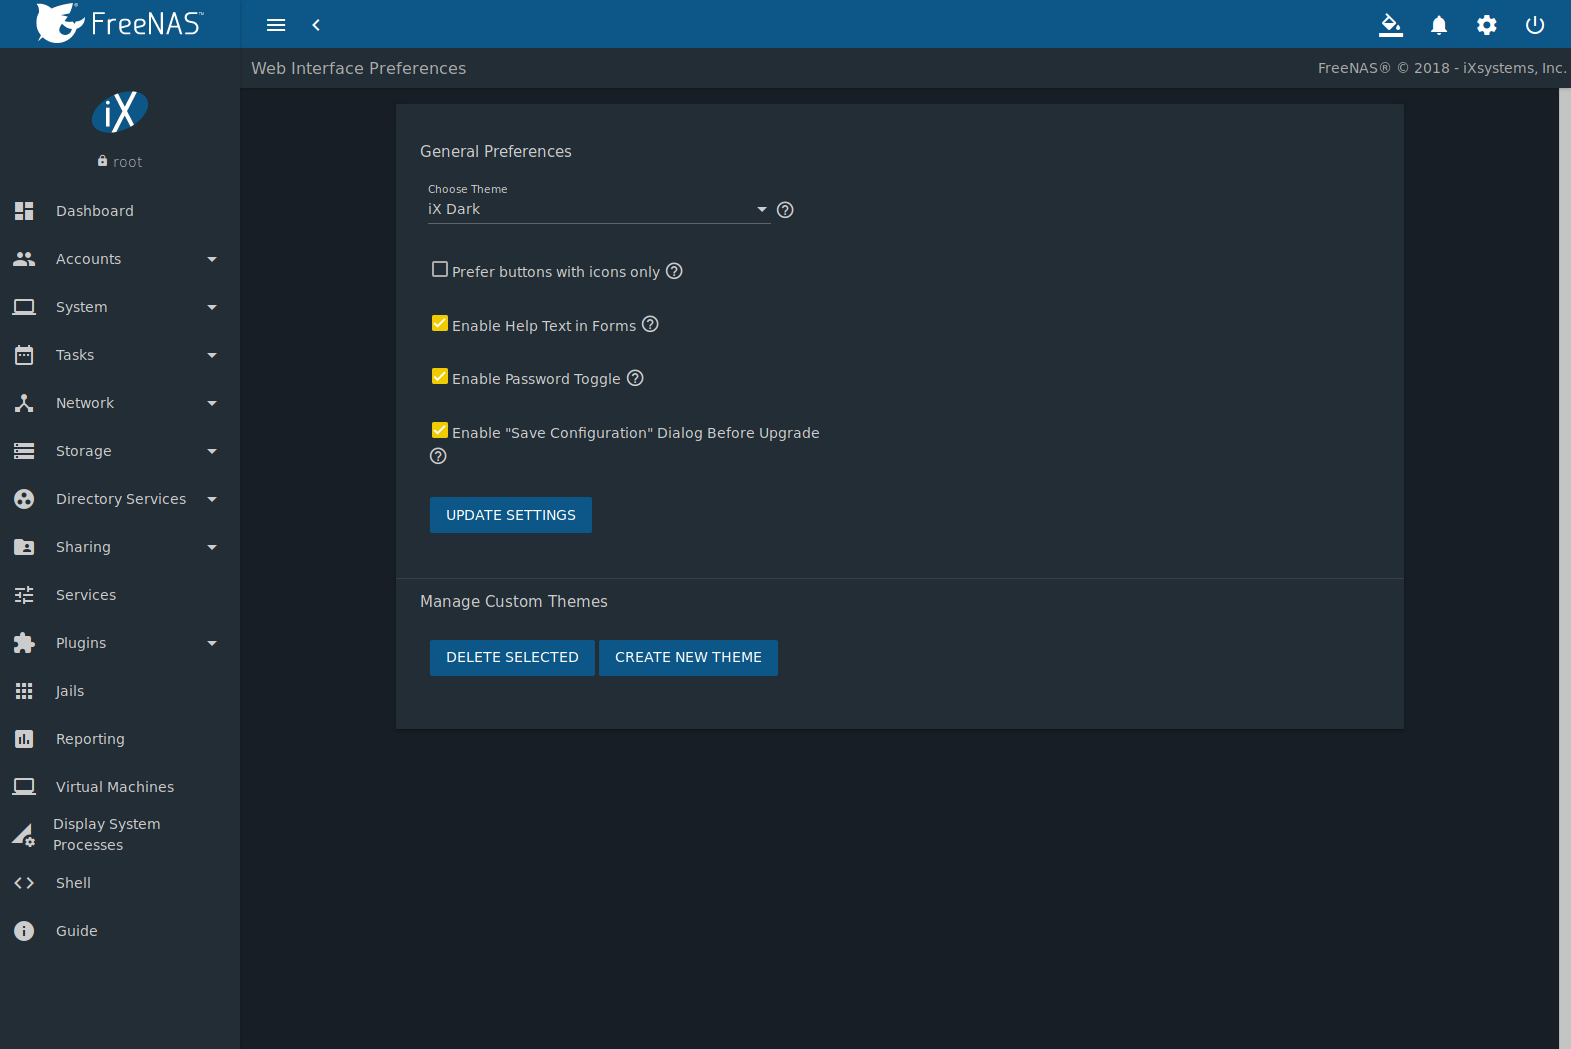 FreeNAS™
Web Interface Preferences
FreeNAS® © 2018 - iXsystems, Inc.
iX
root
Dashboard
Accounts
System
Tasks
Network
Storage
Directory Services
Sharing
Services
Plugins
Jails
Reporting
Virtual Machines
Display System
Processes
Shell
Guide
General Preferences
Choose Theme
iX Dark
Prefer buttons with icons only
Enable Help Text in Forms
Enable Password Toggle
Enable "Save Configuration" Dialog Before Upgrade
UPDATE SETTINGS
Manage Custom Themes
DELETE SELECTED CREATE NEW THEME